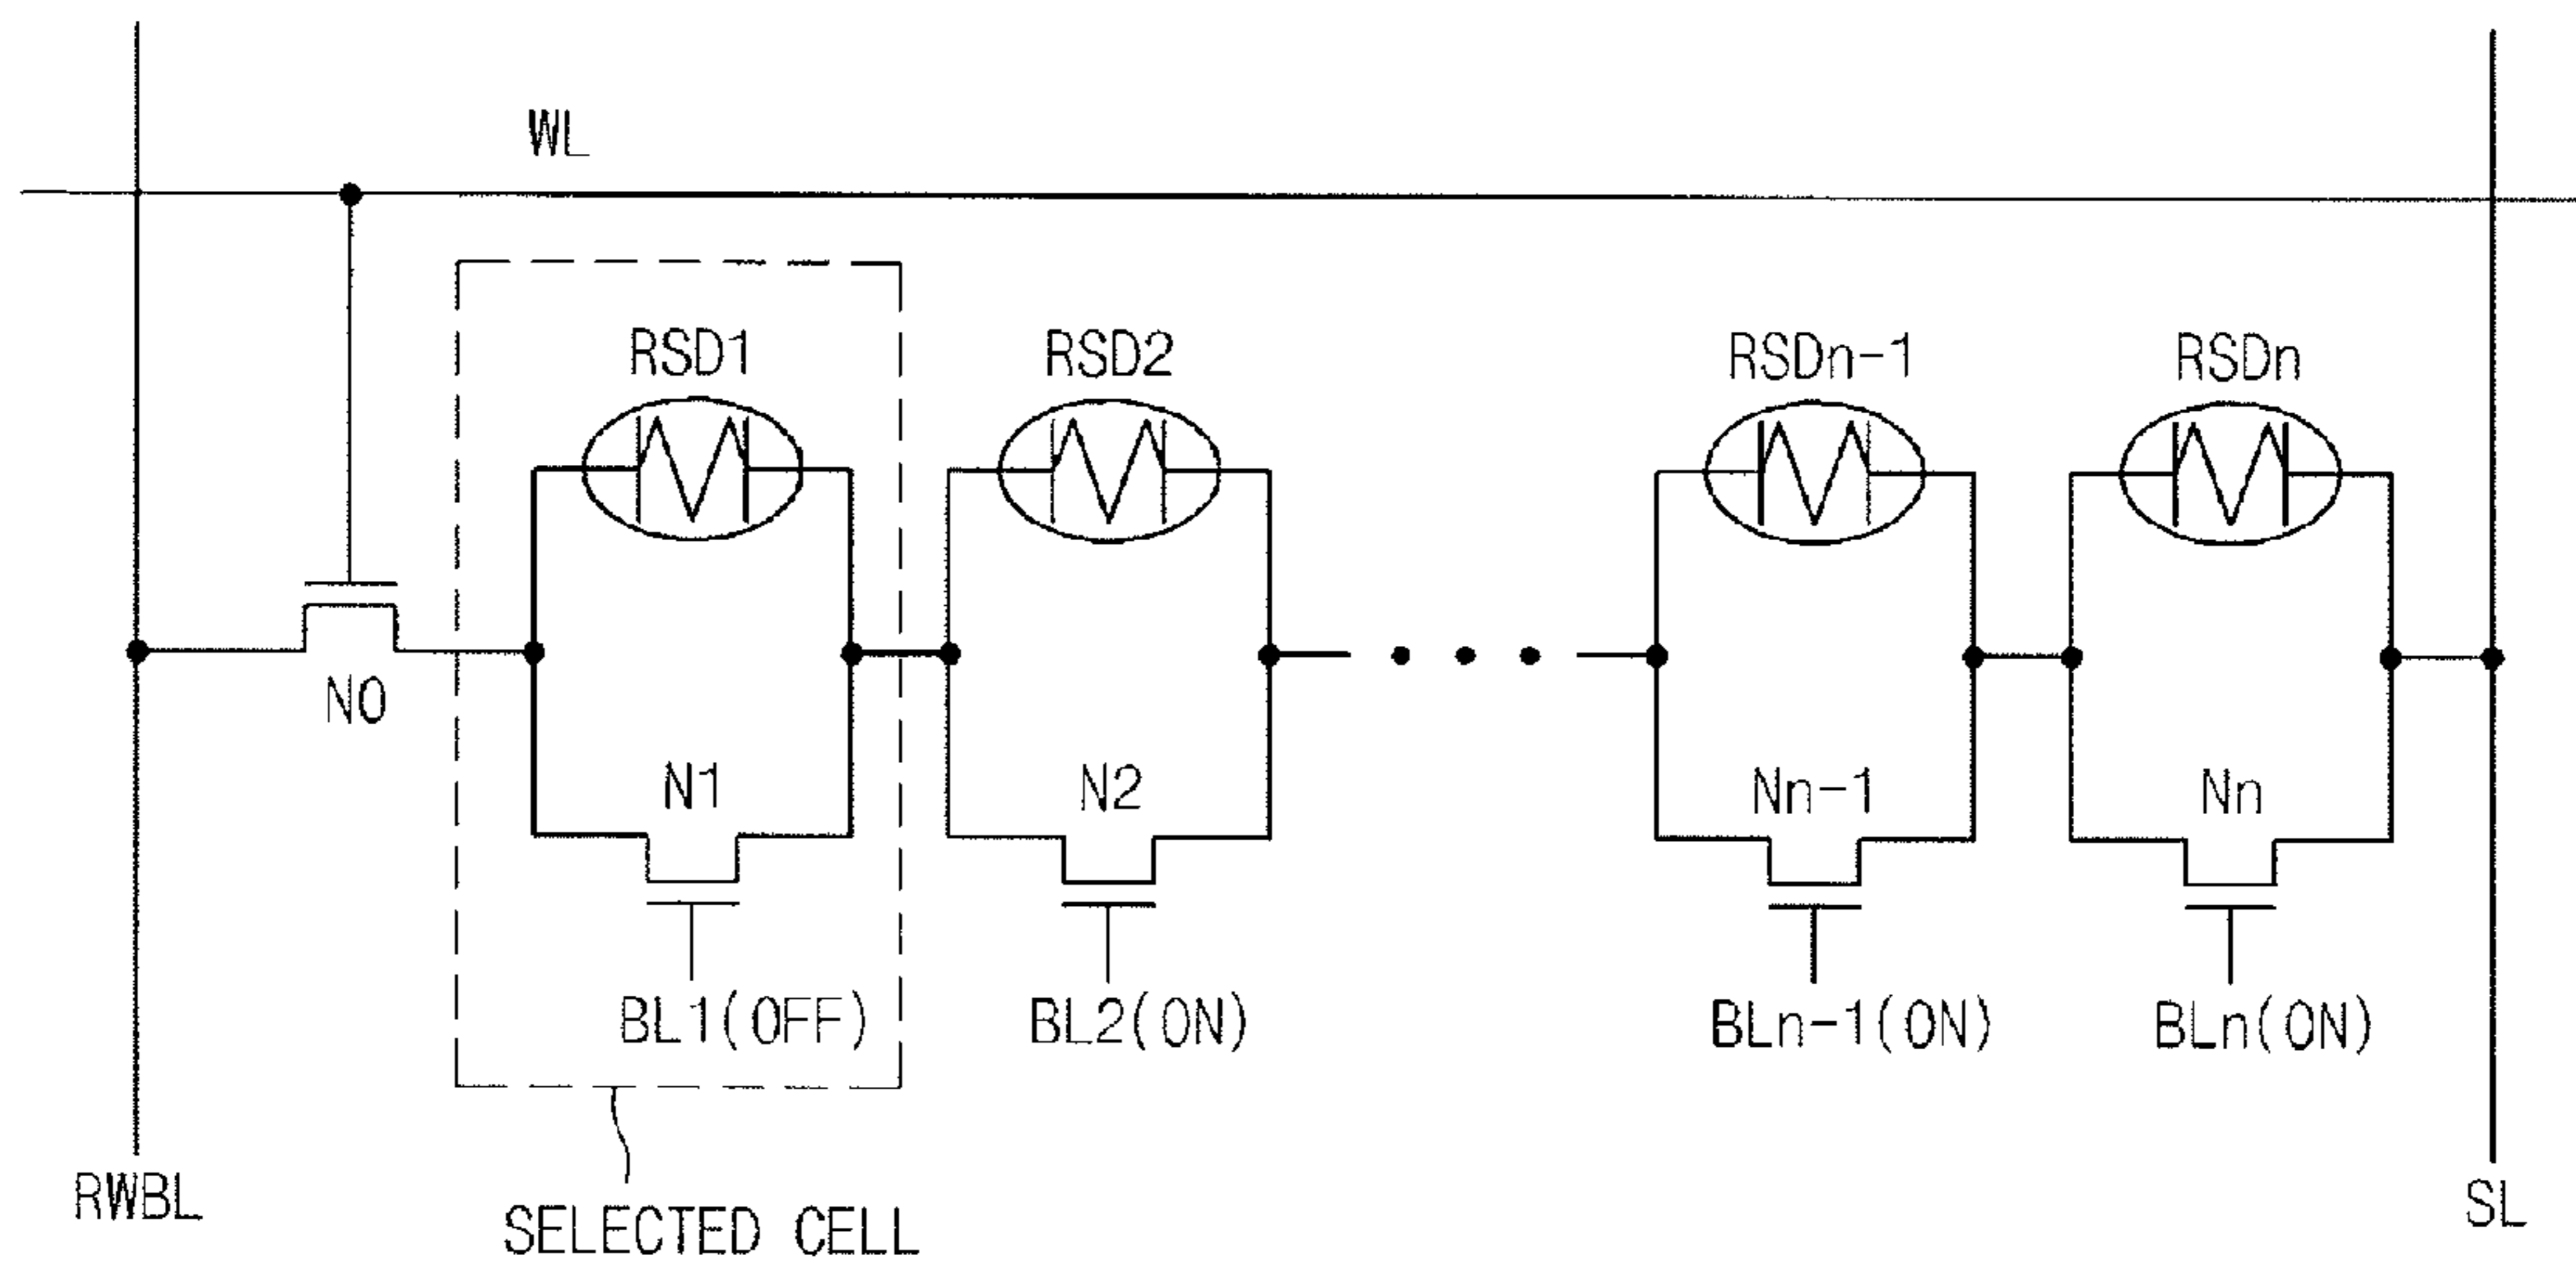 WL
RSD1 RSD2 RSDn-1 RSDn
N0
N1 N2 Nn-1 Nn
BL1(OFF) BL2(ON) BLn-1(ON) BLn(ON)
RWBL SL
SELECTED CELL